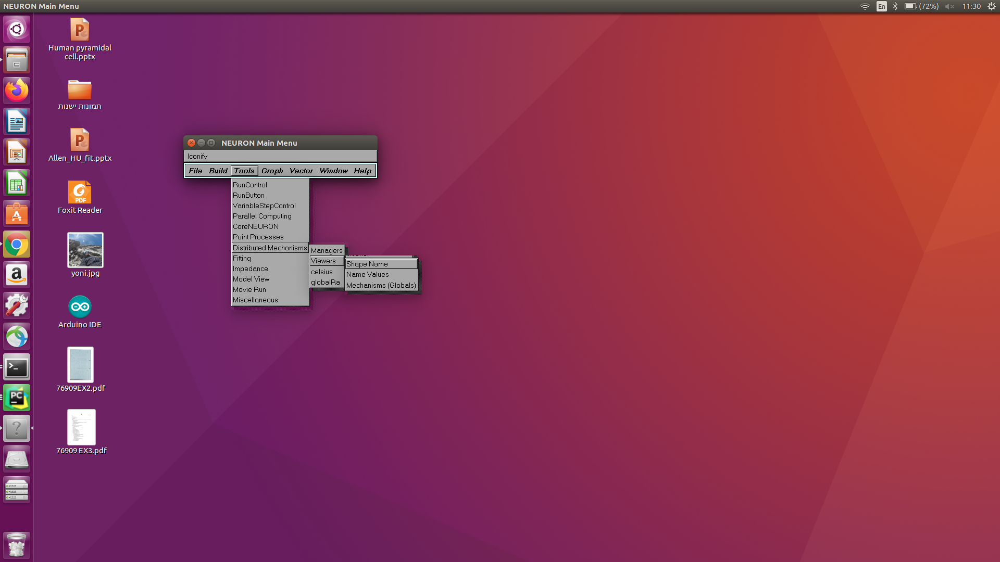 NEURON Main Menu
En
(72%)
11:30
Human pyramidal
cell.pptx
תמונות ישנות
Allen_HU_fit.pptx
PDF
Foxit Reader
yoni.jpg
Arduino IDE
76909EX2.pdf
76909 EX3.pdf
NEURON Main Menu
Iconify
File Build Tools Graph Vector Window Help
RunControl
RunButton
VariableStepControl
Parallel Computing
CoreNEURON
Point Processes
Distributed Mechanisms
Fitting
Impedance
Model View
Movie Run
Miscellaneous
Managers
Viewers
celsius
globalRa
Shape Name
Name Values
Mechanisms (Globals)
PC